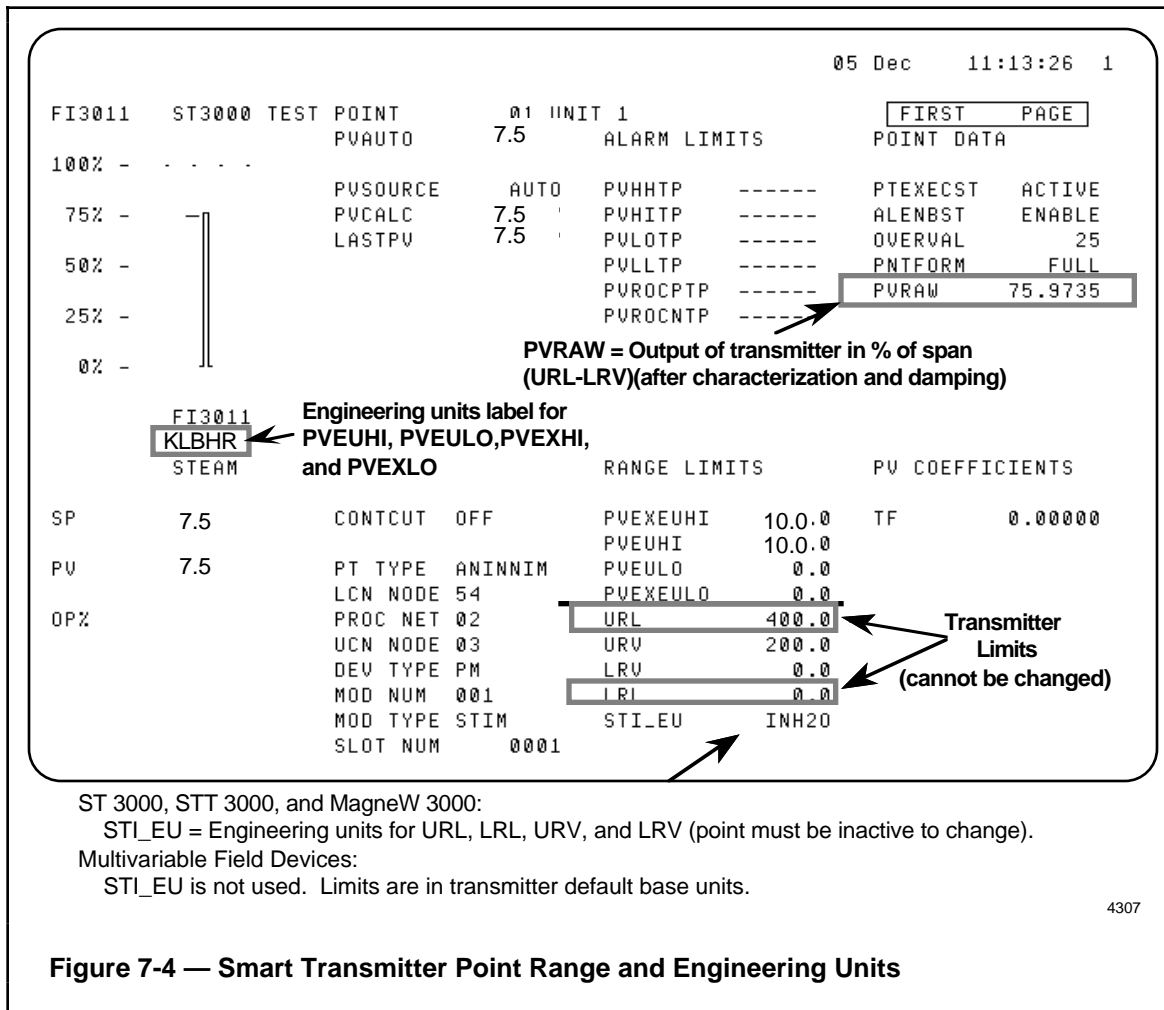 05 Dec 11:13:26 1
FI3011 ST3000 TEST POINT 01 UNIT 1 FIRST PAGE
PVAUTO 7.5 ALARM LIMITS POINT DATA
100% - - - - -
PVSOURCE AUTO PVHHTP ------ PTEXECST ACTIVE
75% - PVCALC 7.5 PVHITP ------ ALENBST ENABLE
LASTPV 7.5 PVLOTP ------ OVERVAL 25
50% - PVLLTP ------ PNTFORM FULL
PVROCPTP ------ PVRAW 75.9735
25% - PVROCNTP ------
PVRAW = Output of transmitter in % of span
0% - (URL-LRV)(after characterization and damping)
FI3011 Engineering units label for
KLBHR PVEUHI, PVEULO,PVEXHI,
STEAM and PVEXLO RANGE LIMITS PV COEFFICIENTS
SP 7.5 CONTCUT OFF PVEXEUHI 10.0.0 TF 0.00000
PVEUHI 10.0.0
PV 7.5 PT TYPE ANINNIM PVEULO 0.0
LCN NODE 54 PVEXEULO 0.0
OP% PROC NET 02 URL 400.0 Transmitter
UCN NODE 03 URV 200.0 Limits
DEV TYPE PM LRV 0.0 (cannot be changed)
MOD NUM 001 LRL 0.0
MOD TYPE STIM STI_EU INH2O
SLOT NUM 0001
ST 3000, STT 3000, and MagneW 3000:
STI_EU = Engineering units for URL, LRL, URV, and LRV (point must be inactive to change).
Multivariable Field Devices:
STI_EU is not used. Limits are in transmitter default base units.
4307
Figure 7-4 — Smart Transmitter Point Range and Engineering Units